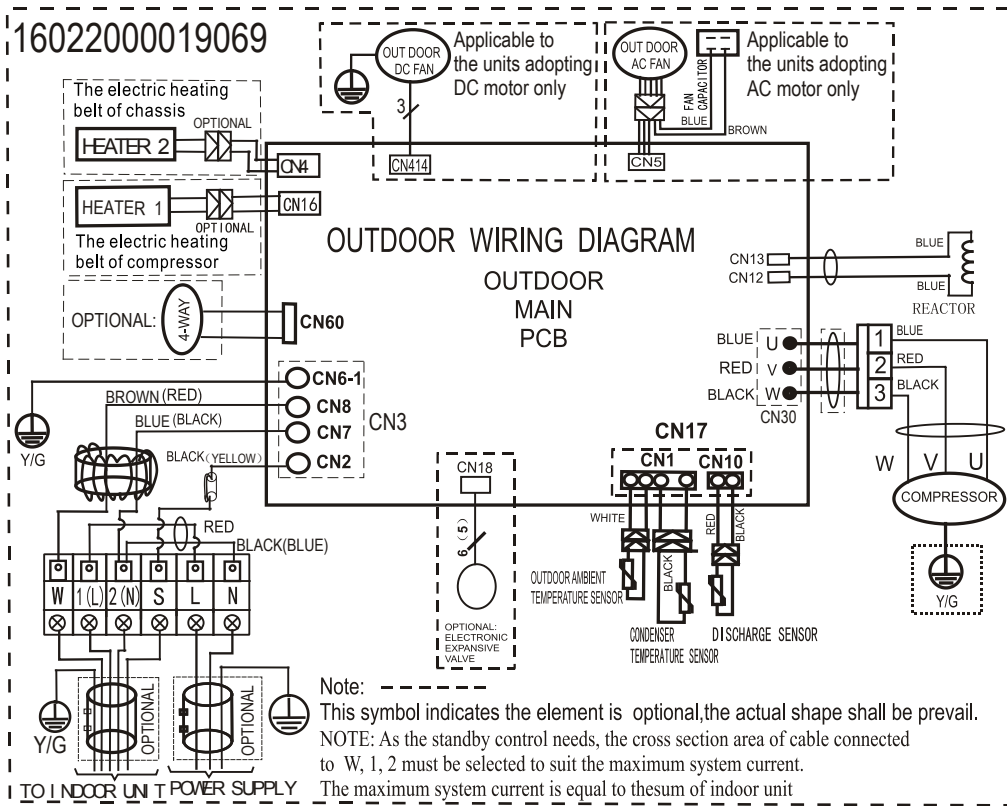 16022000019069
OUT DOOR
DC FAN
Applicable to
the units adopting
DC motor only
3
CN414
OUT DOOR
AC FAN
FAN
CAPACITOR
BLUE
BROWN
Applicable to
the units adopting
AC motor only
CN5
The electric heating
belt of chassis
OPTIONAL
HEATER 2
CN4
HEATER 1
CN16
OPTIONAL
The electric heating
belt of compressor
OPTIONAL:
4-WAY
CN60
OUTDOOR WIRING DIAGRAM
OUTDOOR
MAIN
PCB
CN13
CN12
BLUE
BLUE
REACTOR
BLUE U
RED V
BLACK W
CN30
1
2
3
BLUE
RED
BLACK
W V U
COMPRESSOR
Y/G
CN6-1
CN8
CN7
CN2
CN3
BROWN (RED)
BLUE (BLACK)
BLACK (YELLOW)
Y/G
RED
BLACK(BLUE)
W 1(L) 2(N) S L N
Y/G
OPTIONAL
OPTIONAL
TO INDOOR UNIT POWER SUPPLY
CN18
6 (5)
OPTIONAL:
ELECTRONIC
EXPANSIVE
VALVE
CN17
CN1 CN10
WHITE
BLACK
RED
BLACK
OUTDOOR AMBIENT
TEMPERATURE SENSOR
CONDENSER
TEMPERATURE SENSOR
DISCHARGE SENSOR
Note:
This symbol indicates the element is optional,the actual shape shall be prevail.
NOTE: As the standby control needs, the cross section area of cable connected
to W, 1, 2 must be selected to suit the maximum system current.
The maximum system current is equal to thesum of indoor unit